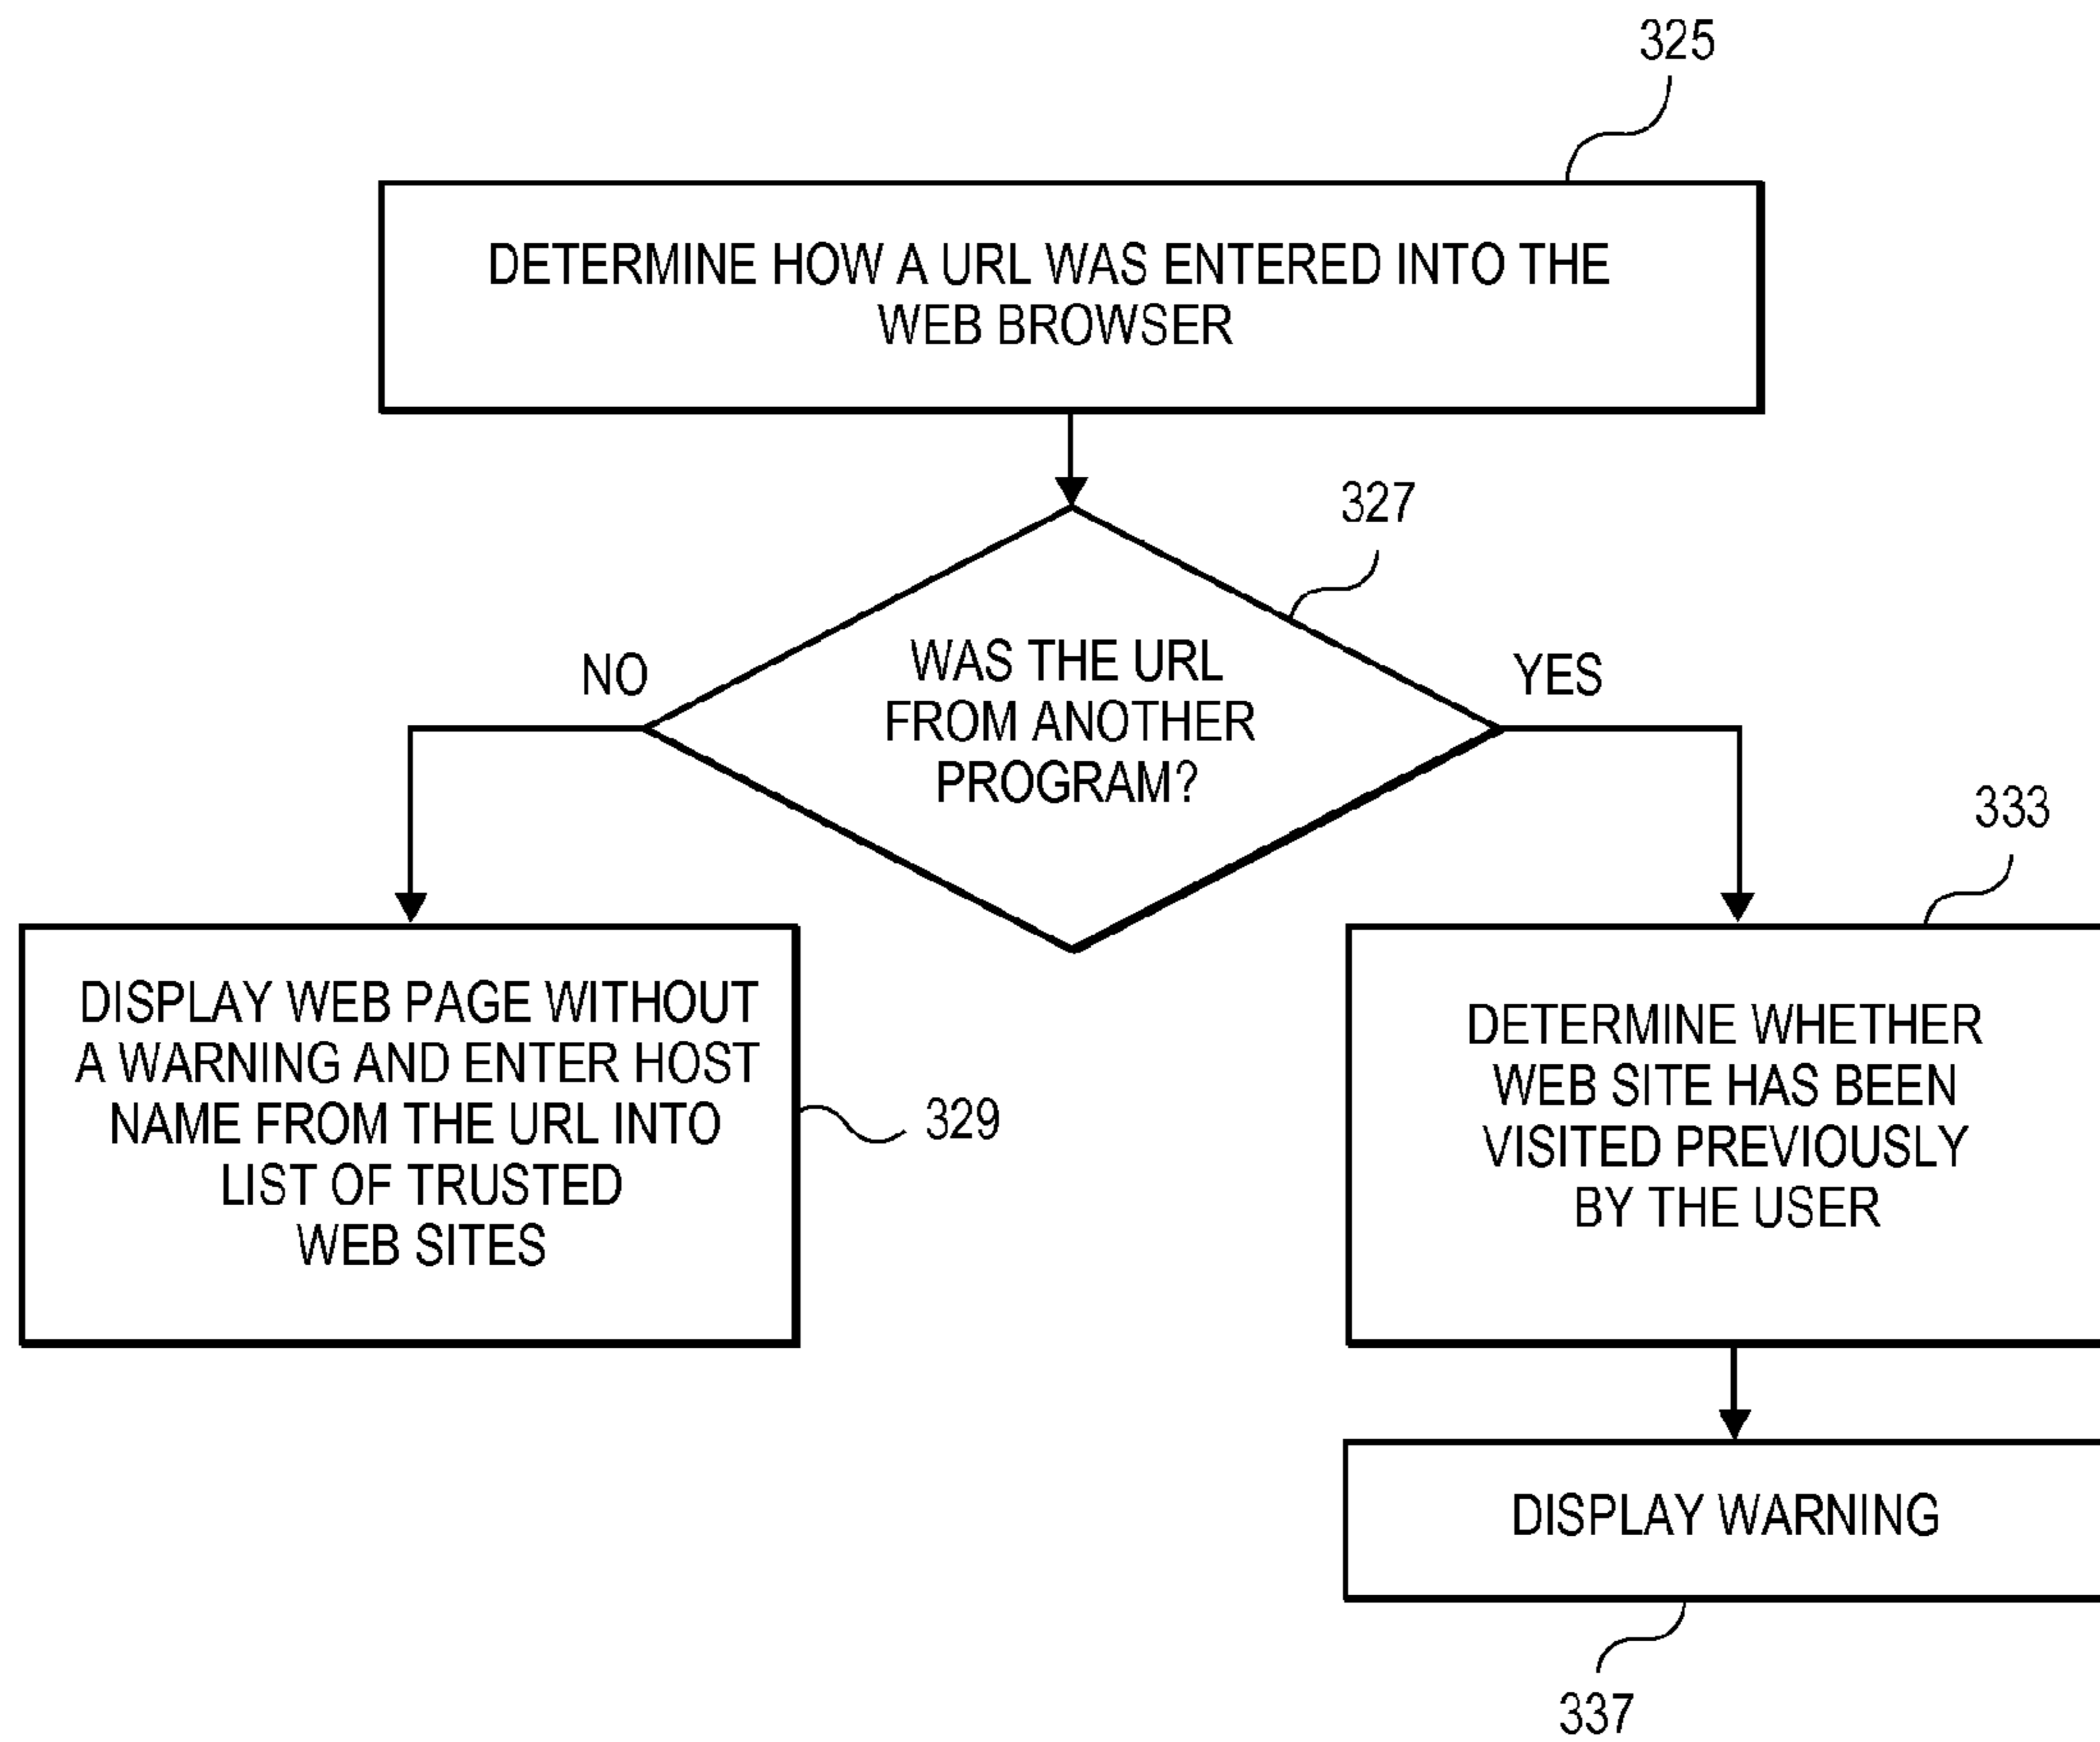 325
DETERMINE HOW A URL WAS ENTERED INTO THE
WEB BROWSER
327
WAS THE URL
FROM ANOTHER
PROGRAM?
NO
YES
333
DISPLAY WEB PAGE WITHOUT
A WARNING AND ENTER HOST
NAME FROM THE URL INTO
LIST OF TRUSTED
WEB SITES
329
DETERMINE WHETHER
WEB SITE HAS BEEN
VISITED PREVIOUSLY
BY THE USER
DISPLAY WARNING
337